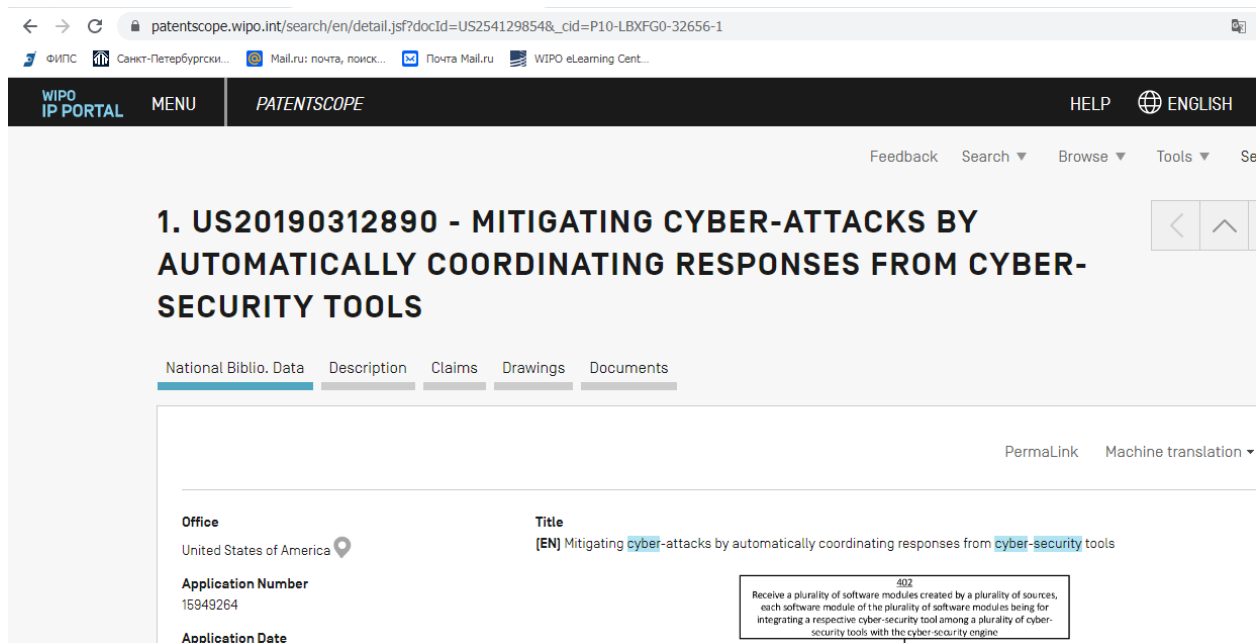 patentscope.wipo.int/search/en/detail.jsf?docId=US254129854&_cid=P10-LBXFG0-32656-1
ФИПС Санкт-Петербургски... Mail.ru: почта, поиск... Почта Mail.ru WIPO eLearning Cent...
WIPO
IP PORTAL MENU PATENTSCOPE HELP ENGLISH
Feedback Search ▼ Browse ▼ Tools ▼ Se
1. US20190312890 - MITIGATING CYBER-ATTACKS BY
AUTOMATICALLY COORDINATING RESPONSES FROM CYBER-
SECURITY TOOLS
National Biblio. Data Description Claims Drawings Documents
PermaLink Machine translation ▾
Office
United States of America
Application Number
15949264
Application Date
Title
[EN] Mitigating cyber-attacks by automatically coordinating responses from cyber-security tools
402
Receive a plurality of software modules created by a plurality of sources,
each software module of the plurality of software modules being for
integrating a respective cyber-security tool among a plurality of cyber-
security tools with the cyber-security engine